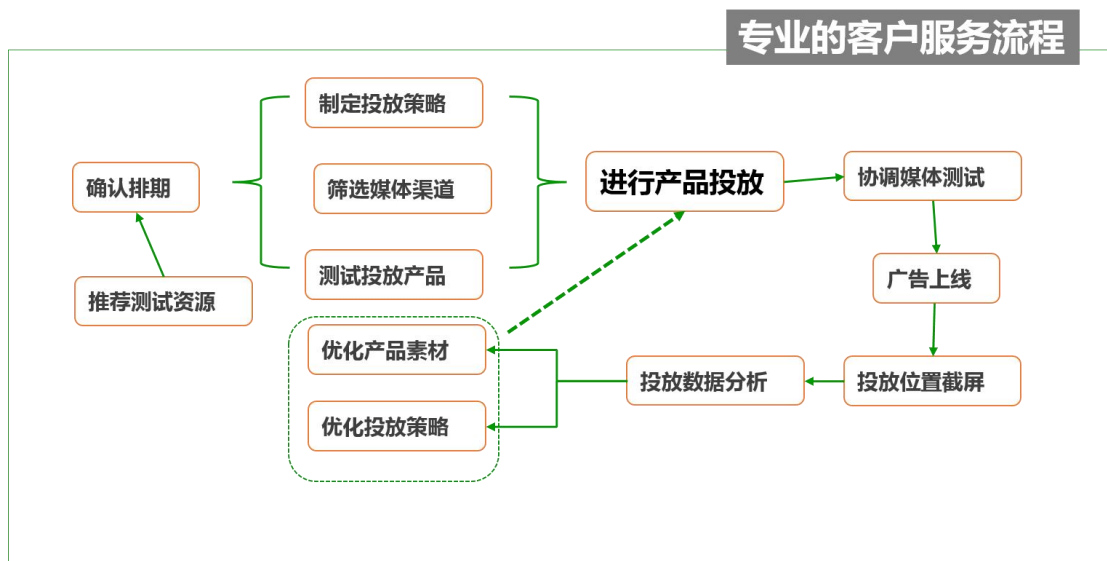 专业的客户服务流程
制定投放策略
确认排期
筛选媒体渠道
进行产品投放
协调媒体测试
测试投放产品
推荐测试资源
广告上线
优化产品素材
投放数据分析
投放位置截屏
优化投放策略